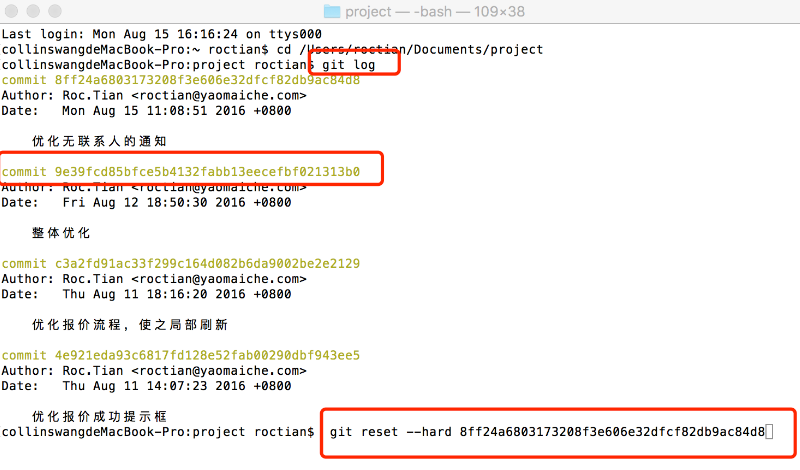 project — -bash — 109×38
Last login: Mon Aug 15 16:16:24 on ttys000
collinswangdeMacBook-Pro:~ roctian$ cd /Users/roctian/Documents/project
collinswangdeMacBook-Pro:project roctian$ git log
commit 8ff24a6803173208f3e606e32dfcf82db9ac84d8
Author: Roc.Tian <roctian@yaomaiche.com>
Date:   Mon Aug 15 11:08:51 2016 +0800
优化无联系人的通知
commit 9e39fcd85bfce5b4132fabb13eecefbf021313b0
Author: Roc.Tian <roctian@yaomaiche.com>
Date:   Fri Aug 12 18:50:30 2016 +0800
整体优化
commit c3a2fd91ac33f299c164d082b6da9002be2e2129
Author: Roc.Tian <roctian@yaomaiche.com>
Date:   Thu Aug 11 18:16:20 2016 +0800
优化报价流程，使之局部刷新
commit 4e921eda93c6817fd128e52fab00290dbf943ee5
Author: Roc.Tian <roctian@yaomaiche.com>
Date:   Thu Aug 11 14:07:23 2016 +0800
优化报价成功提示框
collinswangdeMacBook-Pro:project roctian$ git reset --hard 8ff24a6803173208f3e606e32dfcf82db9ac84d8